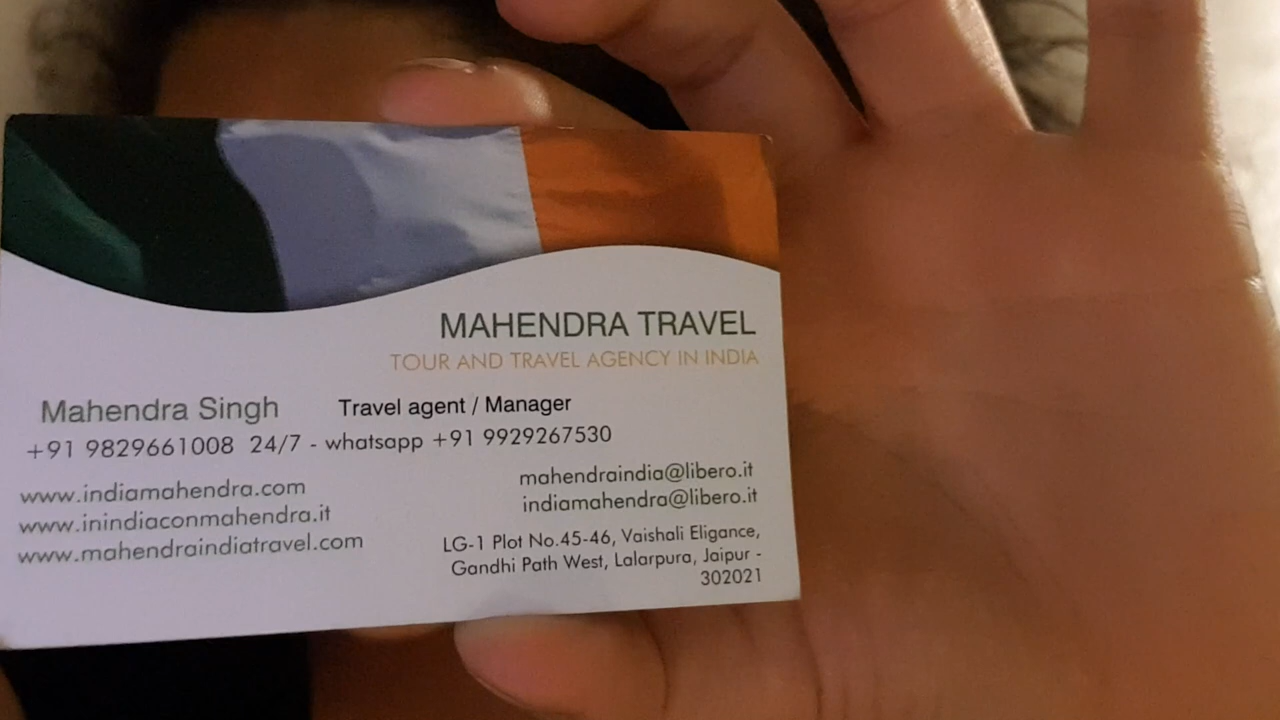 MAHENDRA TRAVEL
TOUR AND TRAVEL AGENCY IN INDIA
Mahendra Singh Travel agent / Manager
+91 9829661008 24/7 - whatsapp +91 9929267530
www.indiamahendra.com
www.inindiaconmahendra.it
www.mahendraindiatravel.com
mahendraindia@libero.it
indiamahendra@libero.it
LG-1 Plot No.45-46, Vaishali Eligance,
Gandhi Path West, Lalarpura, Jaipur -
302021